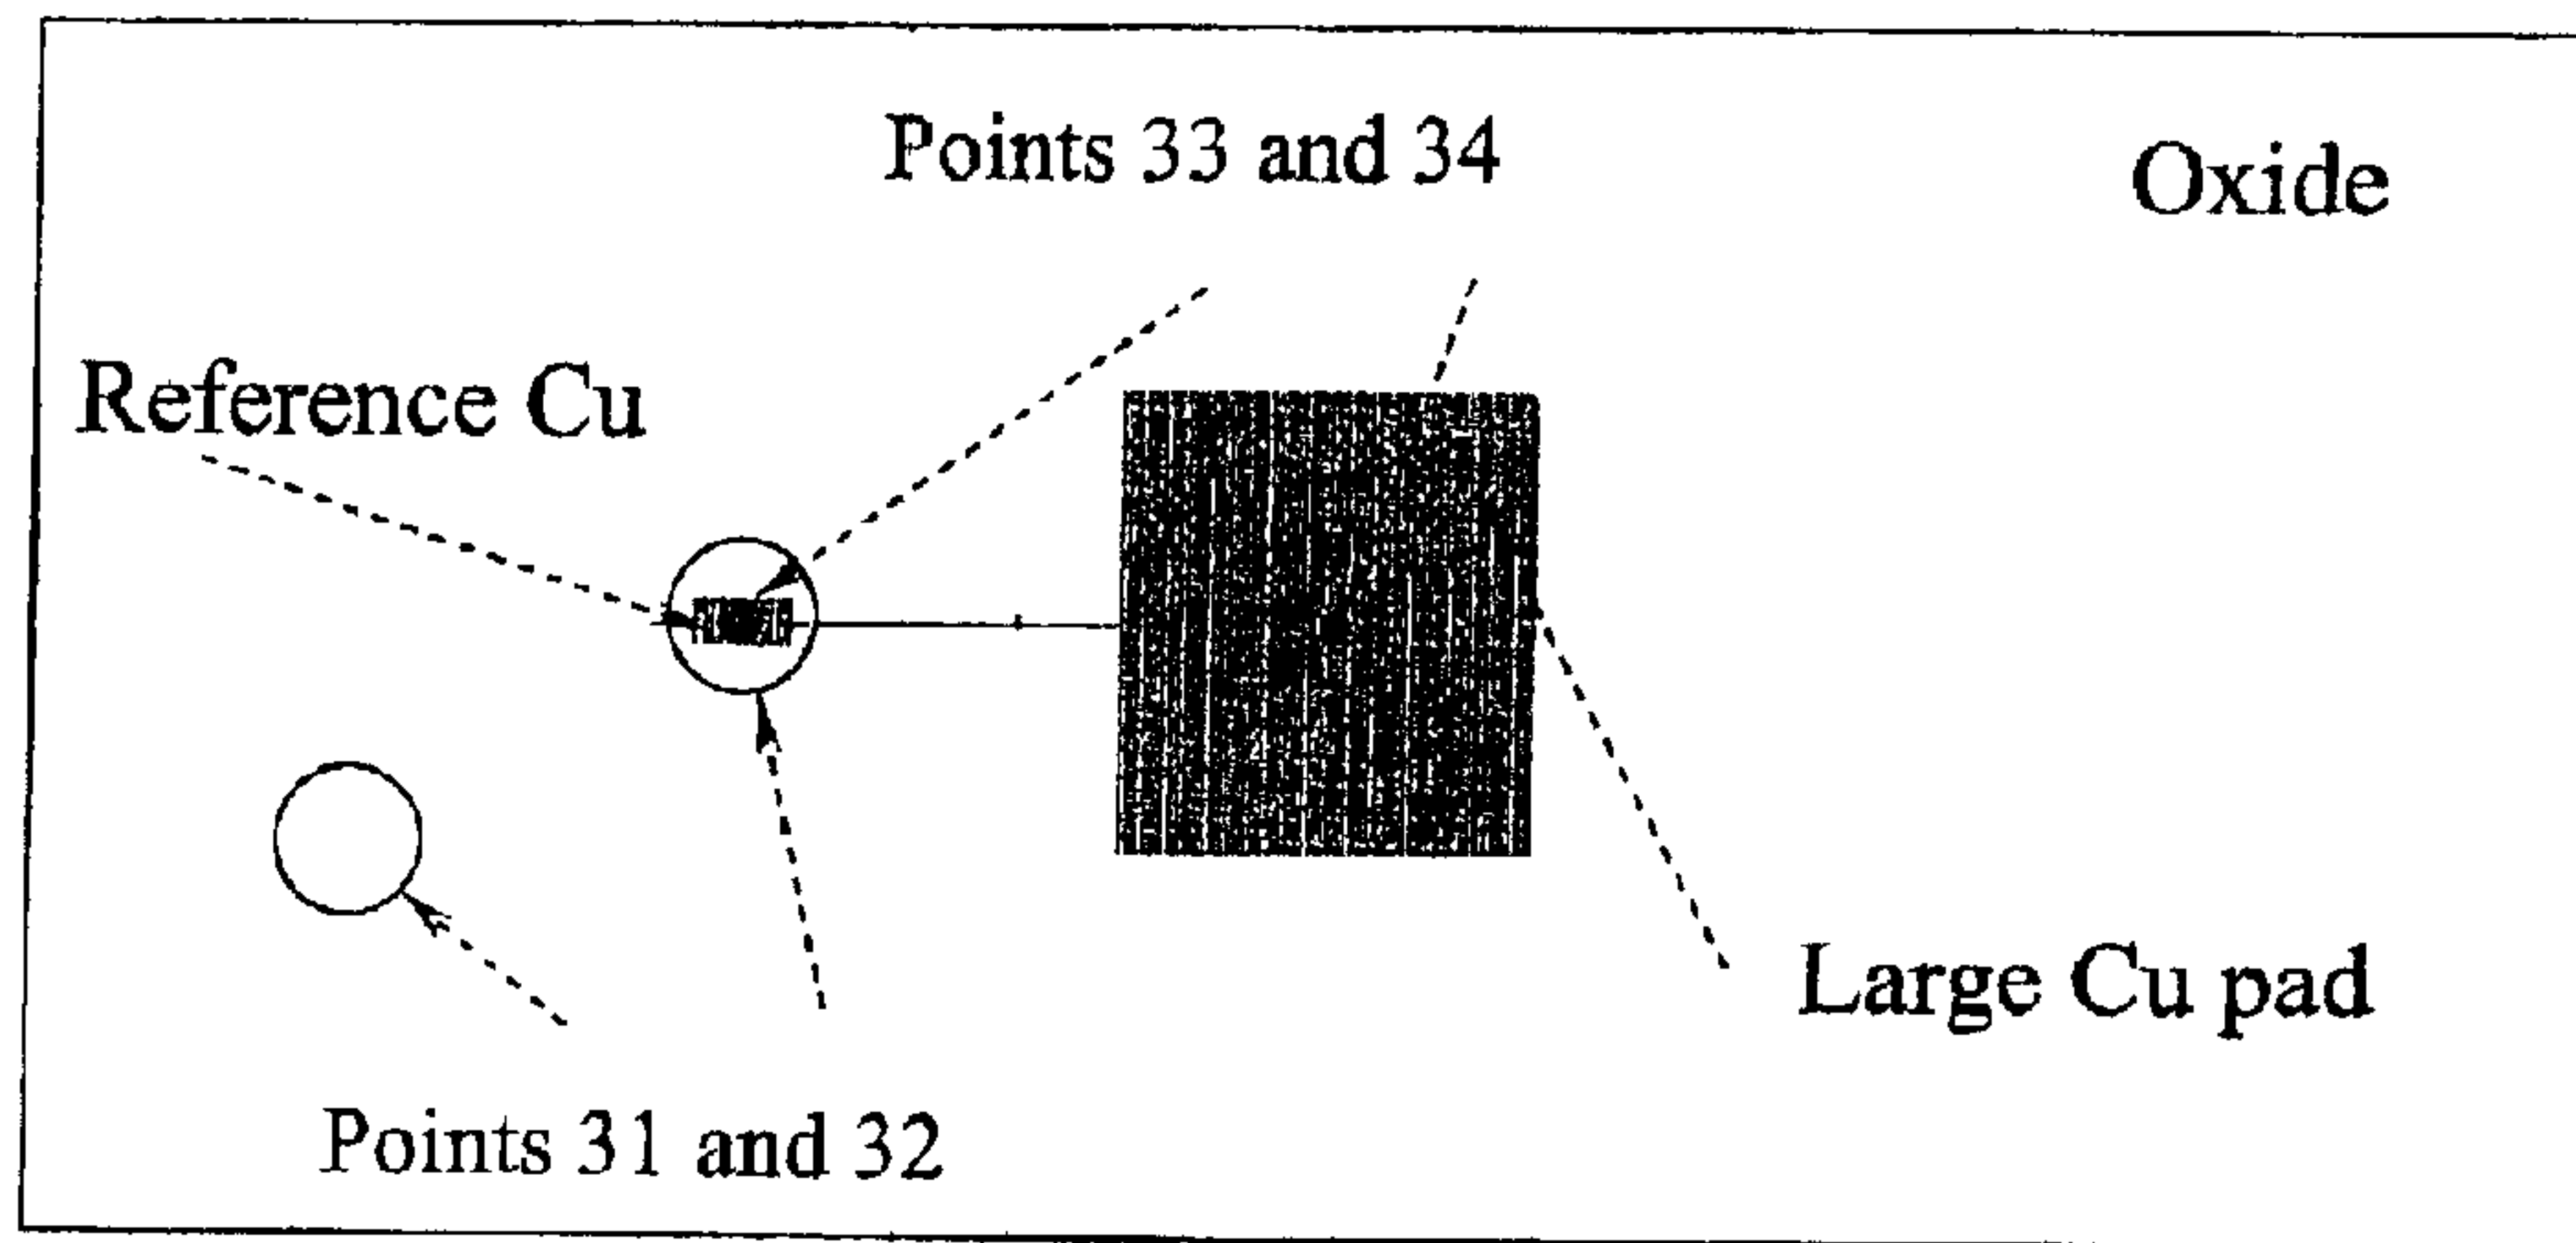 Points 33 and 34
Oxide
Reference Cu
Large Cu pad
Points 31 and 32